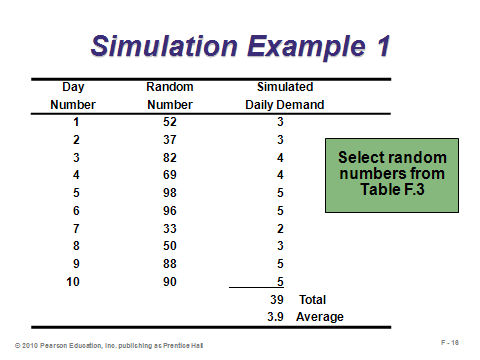 Simulation Example 1
Day Random Simulated
Number Number Daily Demand
1 52 3
2 37 3
3 82 4
4 69 4
5 98 5
6 96 5
7 33 2
8 50 3
9 88 5
10 90 5
39 Total
3.9 Average
Select random
numbers from
Table F.3
© 2010 Pearson Education, Inc. publishing as Prentice Hall
F - 16